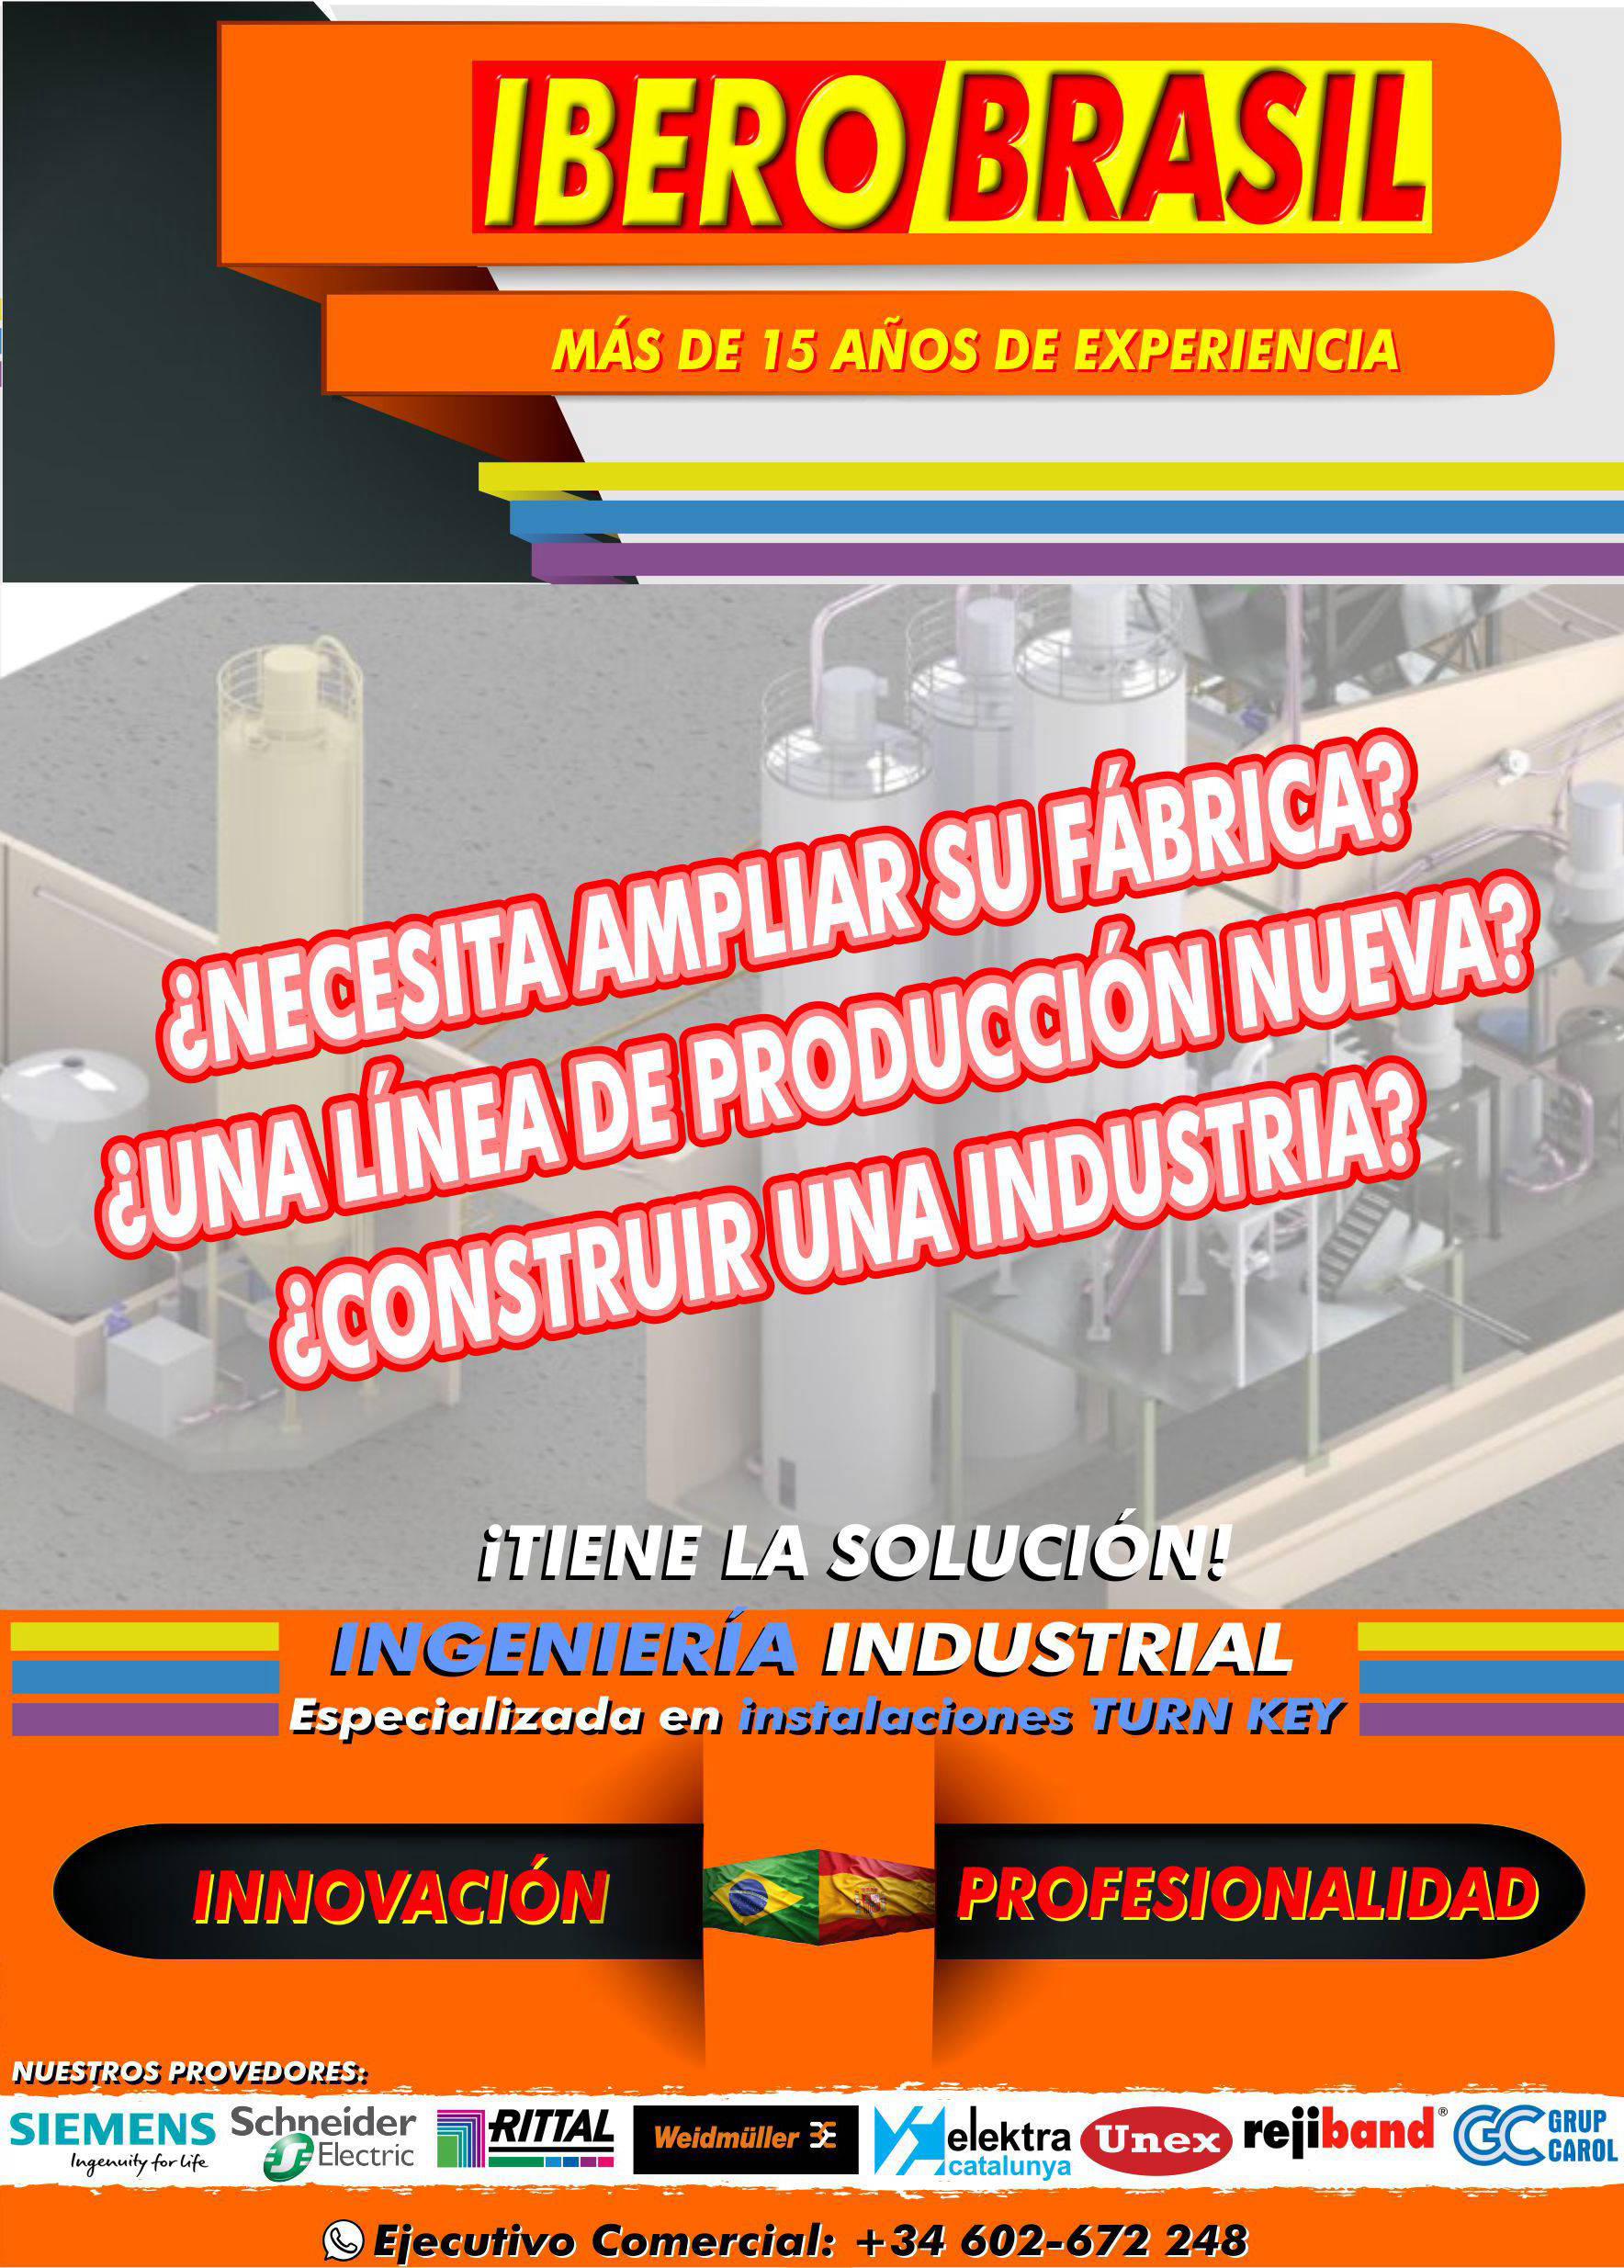 IBERO BRASIL
MÁS DE 15 AÑOS DE EXPERIENCIA
¿NECESITA AMPLIAR SU FÁBRICA?
¿UNA LÍNEA DE PRODUCCIÓN NUEVA?
¿CONSTRUIR UNA INDUSTRIA?
¡TIENE LA SOLUCIÓN!
INGENIERÍA INDUSTRIAL
Especializada en instalaciones TURN KEY
INNOVACIÓN
PROFESIONALIDAD
NUESTROS PROVEDORES:
SIEMENS
Ingenuity for life
Schneider
Electric
RITTAL
Weidmüller
elektra
catalunya
Unex
rejiband®
GC GRUP
CAROL
Ejecutivo Comercial: +34 602-672 248